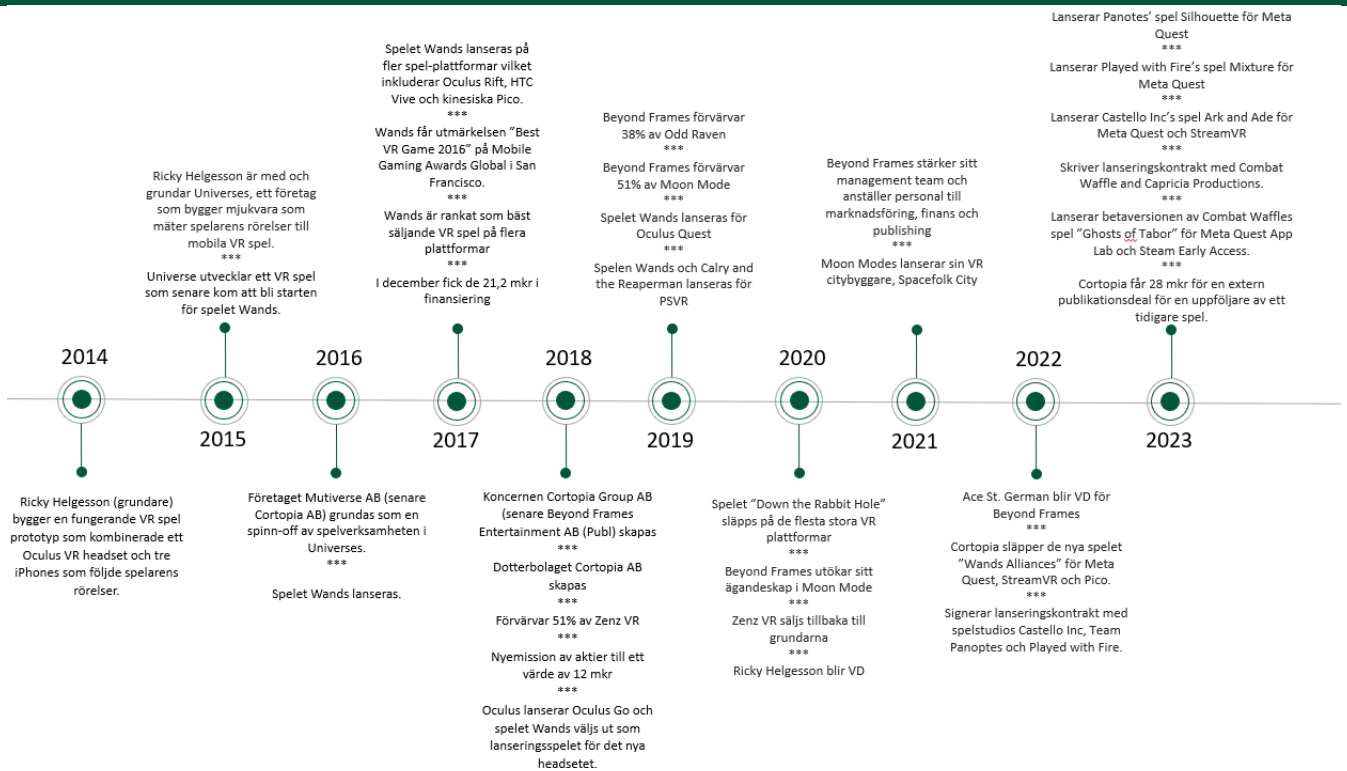 Ricky Helgesson är med och
grundar Universes, ett företag
som bygger mjukvara som
mäter spelarens rörelser till
mobila VR spel.
***
Universe utvecklar ett VR spel
som senare kom att bli starten
för spelet Wands.
Spelet Wands lanseras på
fler spel-plattformar vilket
inkluderar Oculus Rift, HTC
Vive och kinesiska Pico.
***
Wands får utmärkelsen ”Best
VR Game 2016” på Mobile
Gaming Awards Global i San
Francisco.
***
Wands är rankat som bäst
säljande VR spel på flera
plattformar
***
I december fick de 21,2 mkr i
finansiering
Beyond Frames förvärvar
38% av Odd Raven
***
Beyond Frames förvärvar
51% av Moon Mode
***
Spelet Wands lanseras för
Oculus Quest
***
Spelen Wands och Calry and
the Reaperman lanseras för
PSVR
Beyond Frames stärker sitt
management team och
anställer personal till
marknadsföring, finans och
publishing
***
Moon Modes lanserar sin VR
citybyggare, Spacefolk City
Lanserar Panotes’ spel Silhouette för Meta
Quest
***
Lanserar Played with Fire’s spel Mixture för
Meta Quest
***
Lanserar Castello Inc’s spel Ark and Ade för
Meta Quest och StreamVR
***
Skriver lanseringskontrakt med Combat
Waffle and Capricia Productions.
***
Lanserar betaversionen av Combat Waffles
spel ”Ghosts of Tabor” för Meta Quest App
Lab och Steam Early Access.
***
Cortopia får 28 mkr för en extern
publikationsdeal för en uppföljare av ett
tidigare spel.
2014
2015
2016
2017
2018
2019
2020
2021
2022
2023
Ricky Helgesson (grundare)
bygger en fungerande VR spel
prototyp som kombinerade ett
Oculus VR headset och tre
iPhones som följde spelarens
rörelser.
Företaget Mutiverse AB (senare
Cortopia AB) grundas som en
spinn-off av spelverksamheten i
Universes.
***
Spelet Wands lanseras.
Koncernen Cortopia Group AB
(senare Beyond Frames
Entertainment AB (Publ) skapas
***
Dotterbolaget Cortopia AB
skapas
***
Förvärvar 51% av Zenz VR
***
Nyemission av aktier till ett
värde av 12 mkr
***
Oculus lanserar Oculus Go och
spelet Wands väljs ut som
lanseringsspelet för det nya
headsetet.
Spelet “Down the Rabbit Hole”
släpps på de flesta stora VR
plattformar
***
Beyond Frames utökar sitt
ägandeskap i Moon Mode
***
Zenz VR säljs tillbaka till
grundarna
***
Ricky Helgesson blir VD
Ace St. German blir VD för
Beyond Frames
***
Cortopia släpper de nya spelet
”Wands Alliances” för Meta
Quest, StreamVR och Pico.
***
Signerar lanseringskontrakt med
spelstudios Castello Inc, Team
Panoptes och Played with Fire.